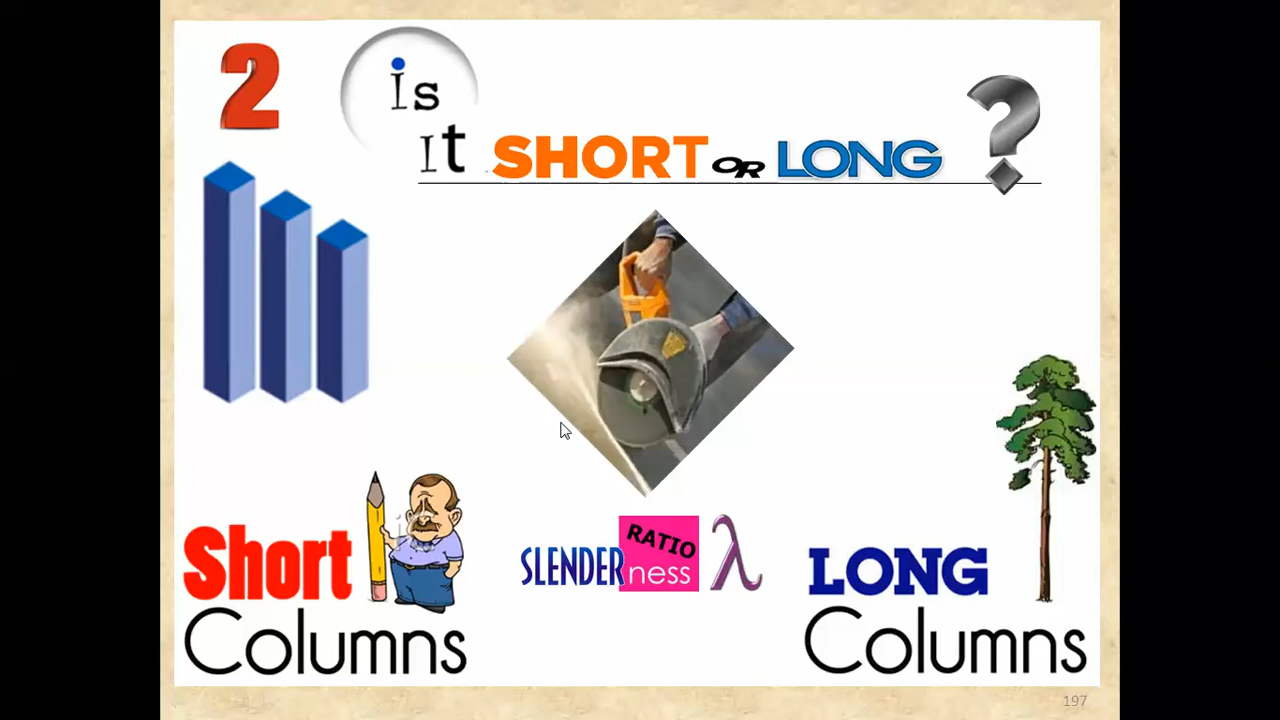 2
is
It SHORT OR LONG ?
SLENDERness RATIO λ
Short
Columns
LONG
Columns
197